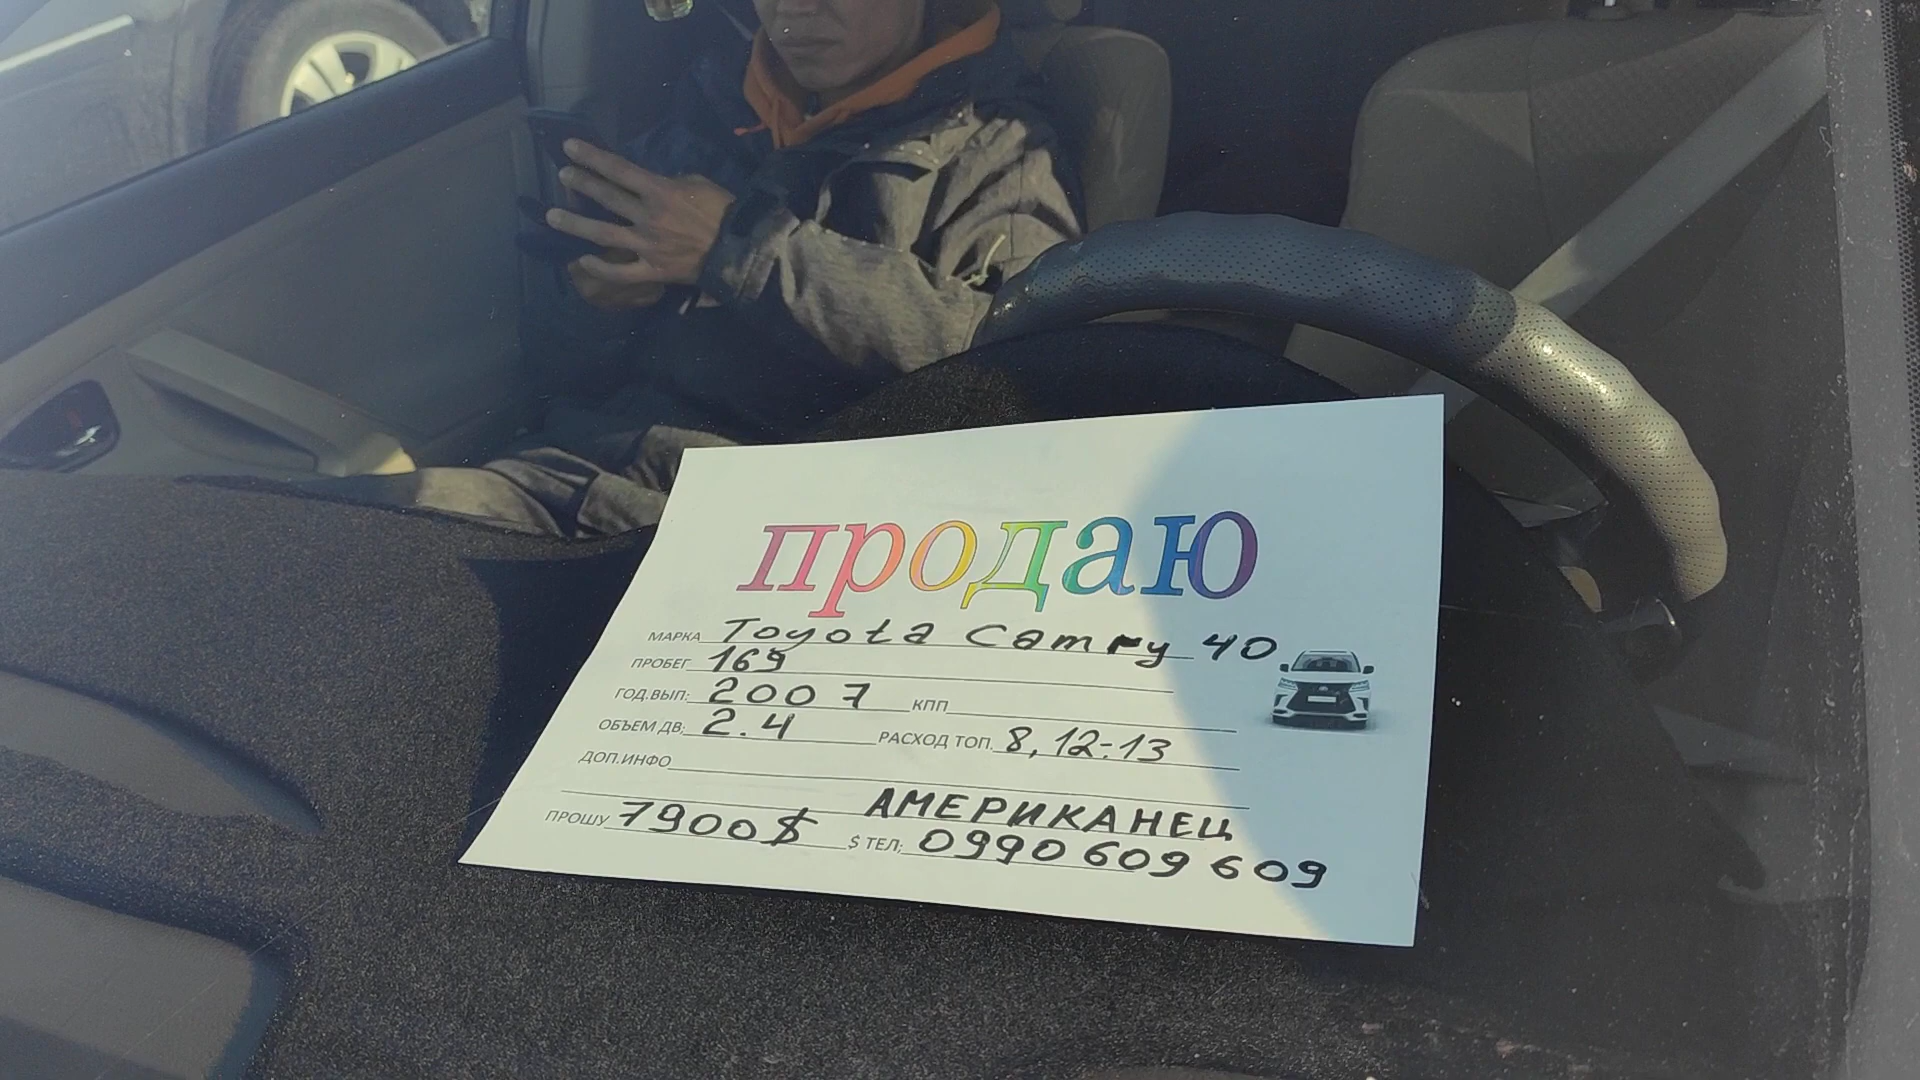 продаю
МАРКА Toyota Camry 40
ПРОБЕГ 169
ГОД.ВЫП: 2007 КПП
ОБЪЕМ ДВ: 2.4 РАСХОД ТОП. 8,12-13
ДОП.ИНФО
АМЕРИКАНЕЦ
ПРОШУ 7900$ $ ТЕЛ: 0990 609 609